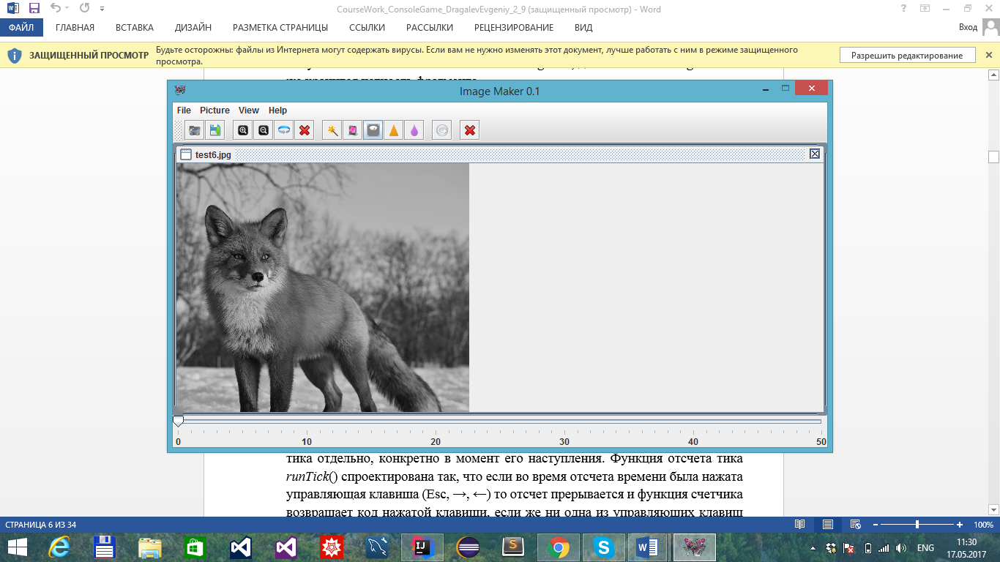 CourseWork_ConsoleGame_DragalevEvgeniy_2_9 (защищенный просмотр) - Word
ФАЙЛ ГЛАВНАЯ ВСТАВКА ДИЗАЙН РАЗМЕТКА СТРАНИЦЫ ССЫЛКИ РАССЫЛКИ РЕЦЕНЗИРОВАНИЕ ВИД Вход
ЗАЩИЩЕННЫЙ ПРОСМОТР Будьте осторожны: файлы из Интернета могут содержать вирусы. Если вам не нужно изменять этот документ, лучше работать с ним в режиме защищенного
просмотра.
Разрешить редактирование
Image Maker 0.1
File Picture View Help
test6.jpg
0 10 20 30 40 50
тика отдельно, конкретно в момент его наступления. Функция отсчета тика
runTick() спроектирована так, что если во время отсчета времени была нажата
управляющая клавиша (Esc, →, ←) то отсчет прерывается и функция счетчика
возвращает код нажатой клавиши, если же ни одна из управляющих клавиш
СТРАНИЦА 6 ИЗ 34 100%
ENG 11:30
17.05.2017